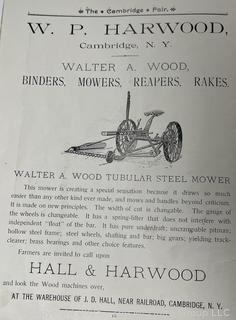 The Cambridge Fair.
W. P. HARWOOD,
Cambridge, N. Y.
WALTER A. WOOD,
BINDERS, MOWERS, REAPERS, RAKES.
WALTER A. WOOD TUBULAR STEEL MOWER
This mower is creating a special sensation because it draws so much
easier than any other kind ever made, and mows and handles beyond criticism.
It is made on new principles. The width of cut is changable. The gauge of
the wheels is changeable. It has a spring-lifter that does not interfere with
independent "float" of the bar. It has pure underdraft; uncrampable pitman;
hollow steel frame; steel wheels, shafting and bar; big gears; yielding track-
clearer; brass bearings and other choice features.
Farmers are invited to call upon
HALL & HARWOOD
and look the Wood machines over,
AT THE WAREHOUSE OF J. D. HALL, NEAR RAILROAD, CAMBRIDGE, N. Y.